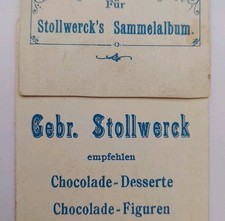 Für
Stollwerck's Sammelalbum.
Gebr. Stollwerck
empfehlen
Chocolade-Desserte
Chocolade-Figuren